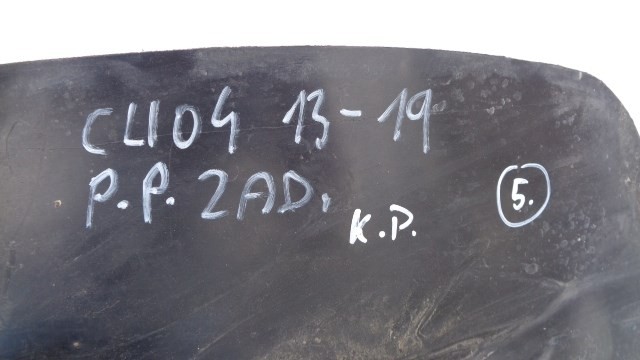 CLIO4 13-19
P.P. ZAD.
K.P.
5.